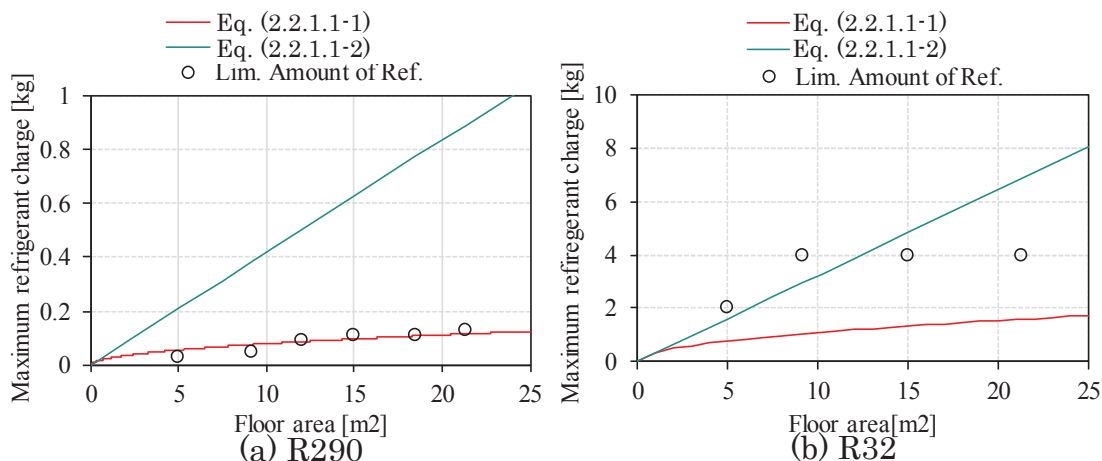 Eq. (2.2.1.1-1)
Eq. (2.2.1.1-2)
Lim. Amount of Ref.
Maximum refrigerant charge [kg]
1
0.8
0.6
0.4
0.2
0
0 5 10 15 20 25
Floor area [m2]
(a) R290
Eq. (2.2.1.1-1)
Eq. (2.2.1.1-2)
Lim. Amount of Ref.
Maximum refiregerant charge [kg]
10
8
6
4
2
0
0 5 10 15 20 25
Floor area[m2]
(b) R32